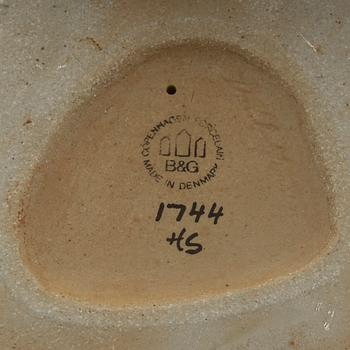 COPENHAGEN PORCELAIN
B&G
MADE IN DENMARK
1744
HS